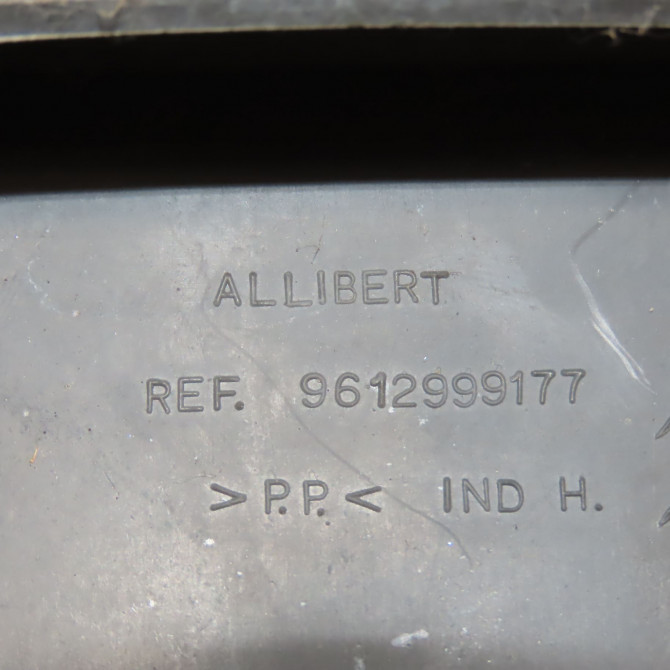 ALLIBERT
REF. 9612999177
>P.P.< IND H.